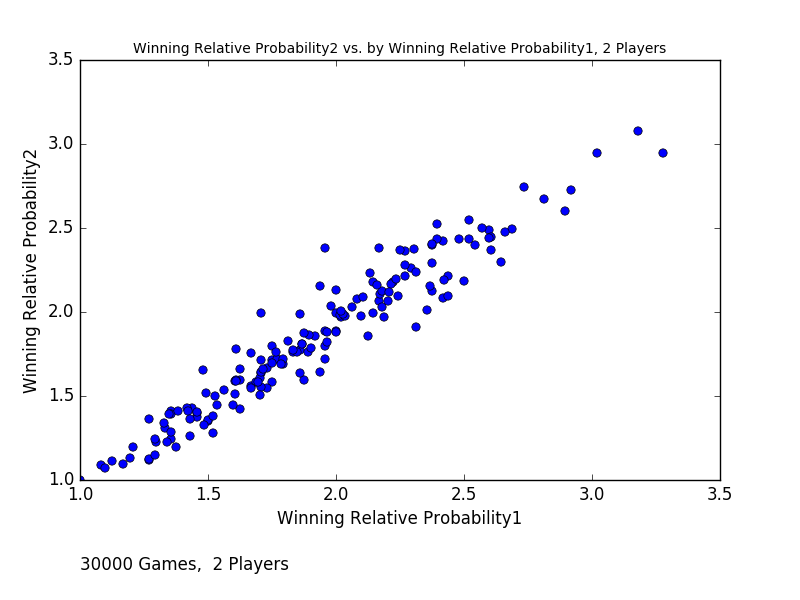 Winning Relative Probability2 vs. by Winning Relative Probability1, 2 Players
3.5
3.0
2.5
2.0
1.5
1.0
Winning Relative Probability2
1.0 1.5 2.0 2.5 3.0 3.5
Winning Relative Probability1
30000 Games,  2 Players